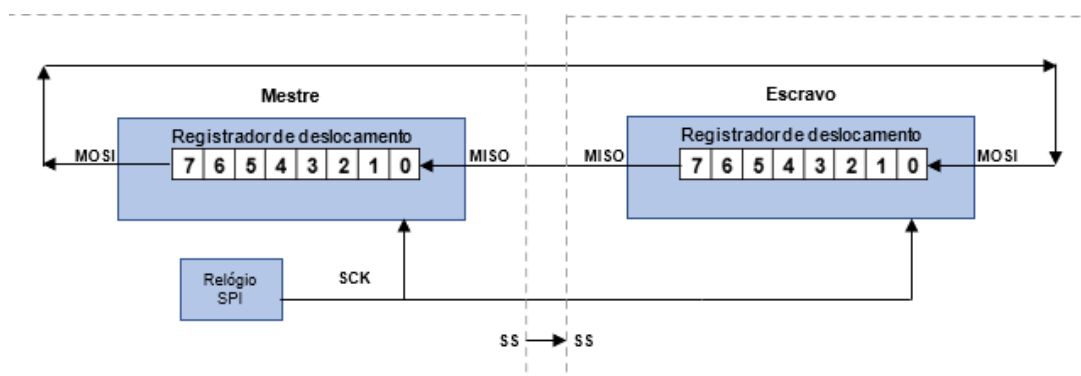 Mestre
Escravo
Registrador de deslocamento
MOSI
7 6 5 4 3 2 1 0
MISO
Registrador de deslocamento
MISO
7 6 5 4 3 2 1 0
MOSI
Relógio
SPI
SCK
SS
SS